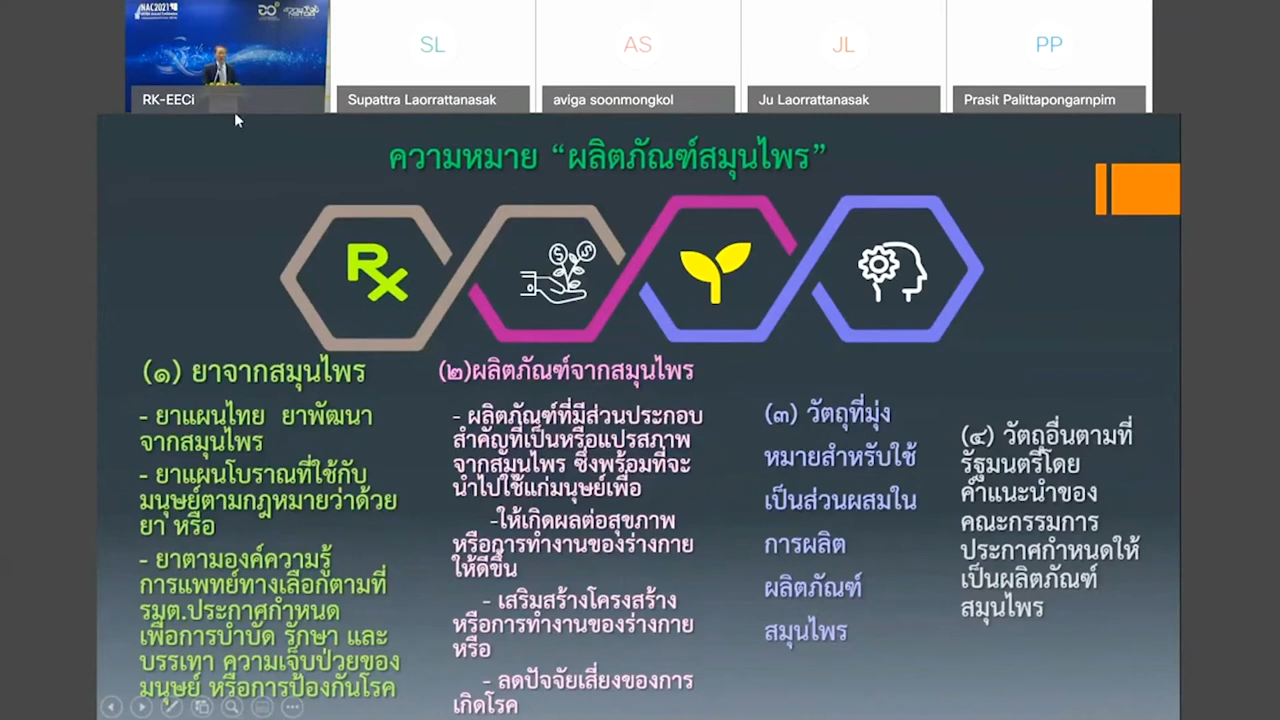 NAC2021
RK-EECi
SL
Supattra Laorrattanasak
AS
aviga soonmongkol
JL
Ju Laorrattanasak
PP
Prasit Palittapongarnpim
ความหมาย “ผลิตภัณฑ์สมุนไพร”
Rx
(๑) ยาจากสมุนไพร
- ยาแผนไทย ยาพัฒนา
จากสมุนไพร
- ยาแผนโบราณที่ใช้กับ
มนุษย์ตามกฎหมายว่าด้วย
ยา หรือ
- ยาตามองค์ความรู้
การแพทย์ทางเลือกตามที่
รมต.ประกาศกำหนด
เพื่อการบำบัด รักษา และ
บรรเทา ความเจ็บป่วยของ
มนุษย์ หรือการป้องกันโรค
(๒)ผลิตภัณฑ์จากสมุนไพร
- ผลิตภัณฑ์ที่มีส่วนประกอบ
สำคัญที่เป็นหรือแปรสภาพ
จากสมุนไพร ซึ่งพร้อมที่จะ
นำไปใช้แก่มนุษย์เพื่อ
-ให้เกิดผลต่อสุขภาพ
หรือการทำงานของร่างกาย
ให้ดีขึ้น
- เสริมสร้างโครงสร้าง
หรือการทำงานของร่างกาย
หรือ
- ลดปัจจัยเสี่ยงของการ
เกิดโรค
(๓) วัตถุที่มุ่ง
หมายสำหรับใช้
เป็นส่วนผสมใน
การผลิต
ผลิตภัณฑ์
สมุนไพร
(๔) วัตถุอื่นตามที่
รัฐมนตรีโดย
คำแนะนำของ
คณะกรรมการ
ประกาศกำหนดให้
เป็นผลิตภัณฑ์
สมุนไพร